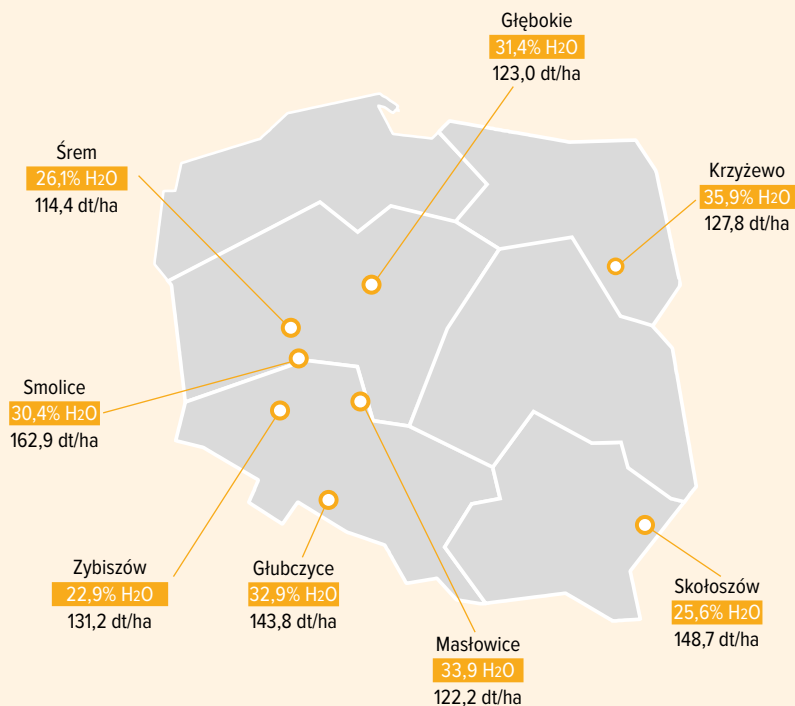 Głębokie
31,4% H2O
123,0 dt/ha
Śrem
26,1% H2O
114,4 dt/ha
Krzyżewo
35,9% H2O
127,8 dt/ha
Smolice
30,4% H2O
162,9 dt/ha
Zybiszów
22,9% H2O
131,2 dt/ha
Głubczyce
32,9% H2O
143,8 dt/ha
Skołoszów
25,6% H2O
148,7 dt/ha
Masłowice
33,9 H2O
122,2 dt/ha